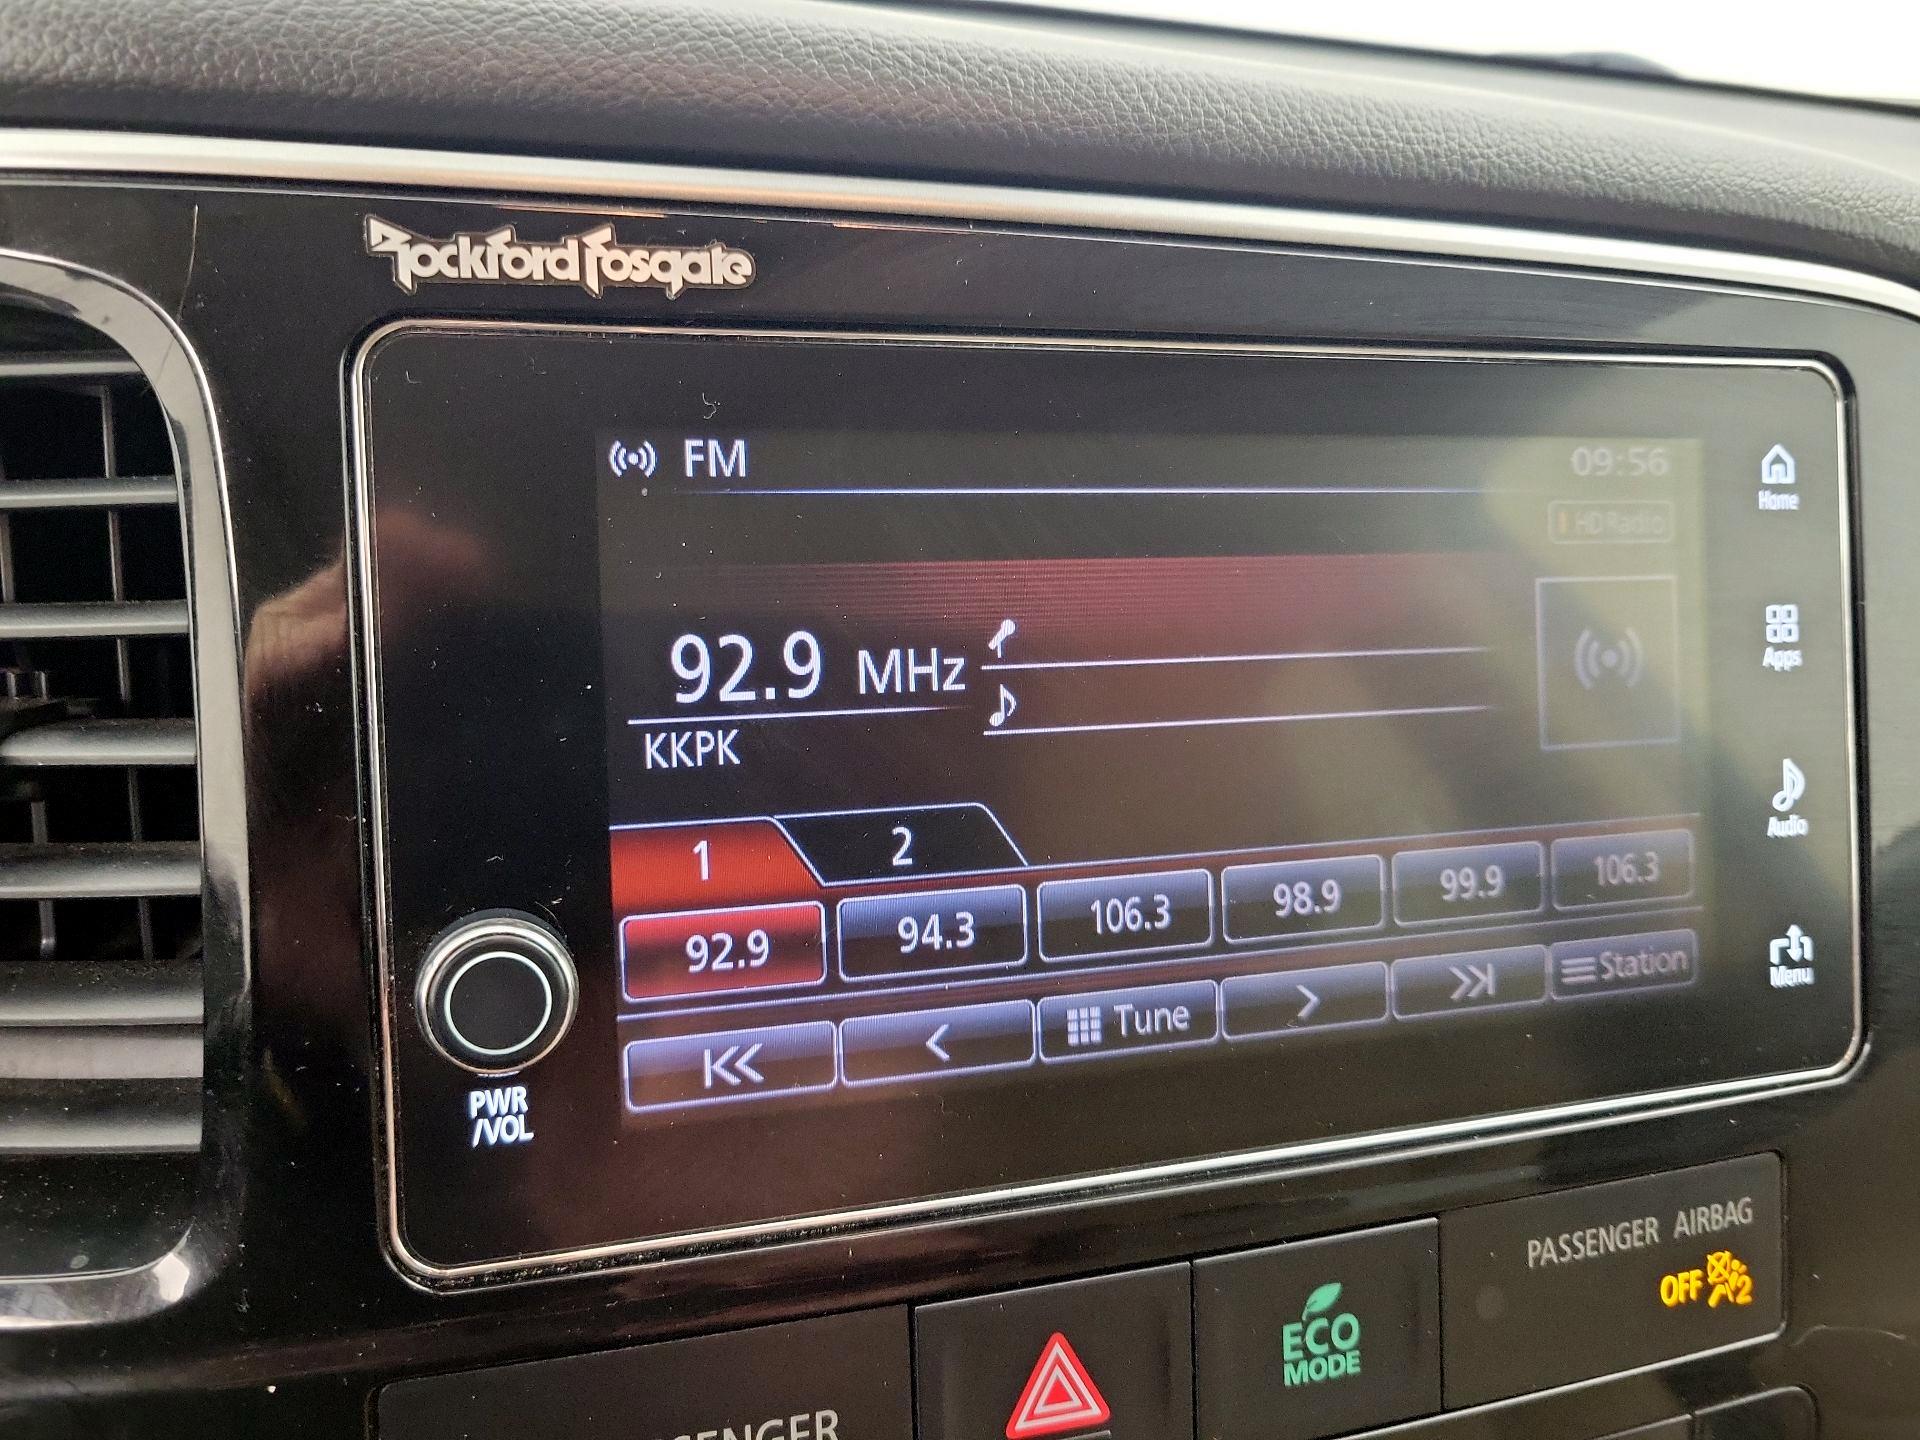 Rockford Fosgate
FM
09:56
HD Radio
Home
92.9 MHz
KKPK
Apps
1
2
Audio
92.9
94.3
106.3
98.9
99.9
106.3
Tune
Station
Menu
PWR
/VOL
PASSENGER AIRBAG
OFF 2
ECO
MODE